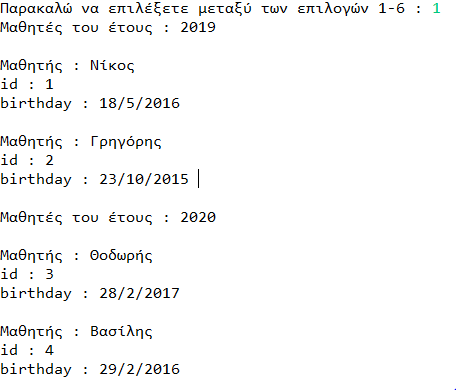 Παρακαλώ να επιλέξετε μεταξύ των επιλογών 1-6 : 1
Μαθητές του έτους : 2019
Μαθητής : Νίκος
id : 1
birthday : 18/5/2016
Μαθητής : Γρηγόρης
id : 2
birthday : 23/10/2015
Μαθητές του έτους : 2020
Μαθητής : Θοδωρής
id : 3
birthday : 28/2/2017
Μαθητής : Βασίλης
id : 4
birthday : 29/2/2016